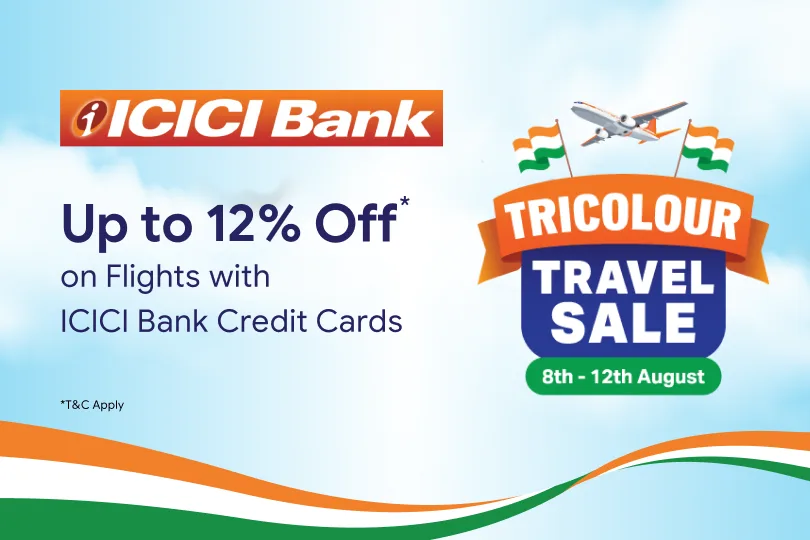 ICICI Bank
Up to 12% Off*
on Flights with
ICICI Bank Credit Cards
*T&C Apply
TRICOLOUR
TRAVEL
SALE
8th - 12th August